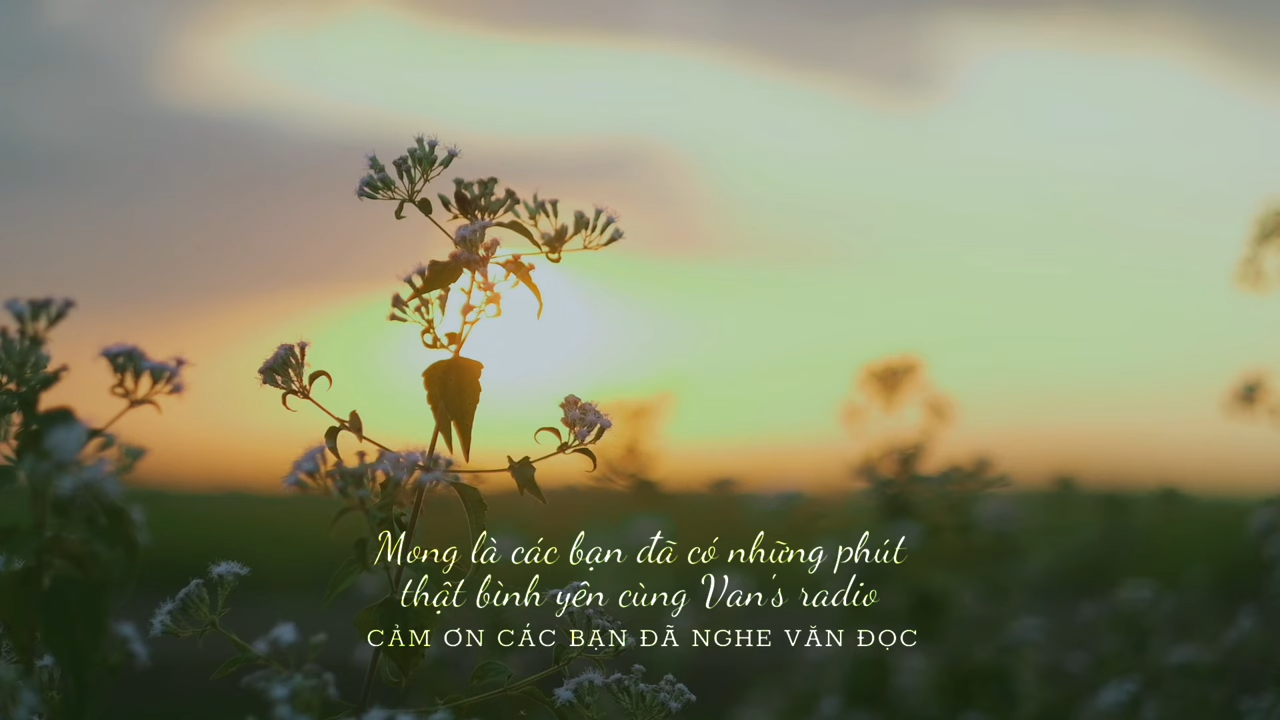 Mong là các bạn đã có những phút
thật bình yên cùng Van's radio
CẢM ƠN CÁC BẠN ĐÃ NGHE VĂN ĐỌC